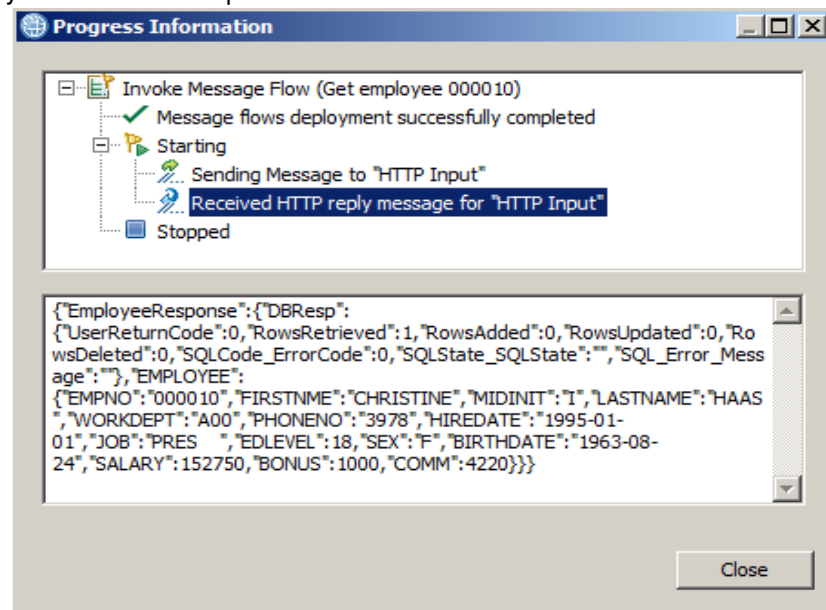 Progress Information
Invoke Message Flow (Get employee 000010)
Message flows deployment successfully completed
Starting
Sending Message to "HTTP Input"
Received HTTP reply message for "HTTP Input"
Stopped
{"EmployeeResponse":{"DBResp":
{"UserReturnCode":0,"RowsRetrieved":1,"RowsAdded":0,"RowsUpdated":0,"Ro
wsDeleted":0,"SQLCode_ErrorCode":0,"SQLState_SQLState":"","SQL_Error_Mess
age":""},"EMPLOYEE":
{"EMPNO":"000010","FIRSTNME":"CHRISTINE","MIDINIT":"I","LASTNAME":"HAAS
","WORKDEPT":"A00","PHONENO":"3978","HIREDATE":"1995-01-
01","JOB":"PRES    ","EDLEVEL":18,"SEX":"F","BIRTHDATE":"1963-08-
24","SALARY":152750,"BONUS":1000,"COMM":4220}}}
Close